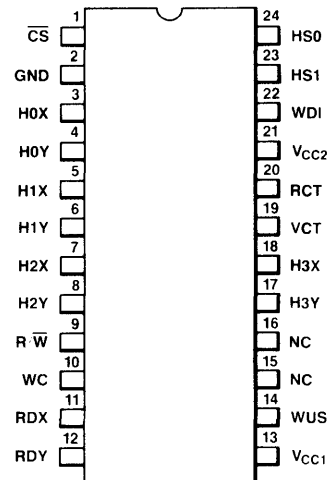 1 24
C̅S̅ HS0
2 23
GND HS1
3 22
H0X WDI
4 21
H0Y VCC2
5 20
H1X RCT
6 19
H1Y VCT
7 18
H2X H3X
8 17
H2Y H3Y
9 16
R/W̅ NC
10 15
WC NC
11 14
RDX WUS
12 13
RDY VCC1